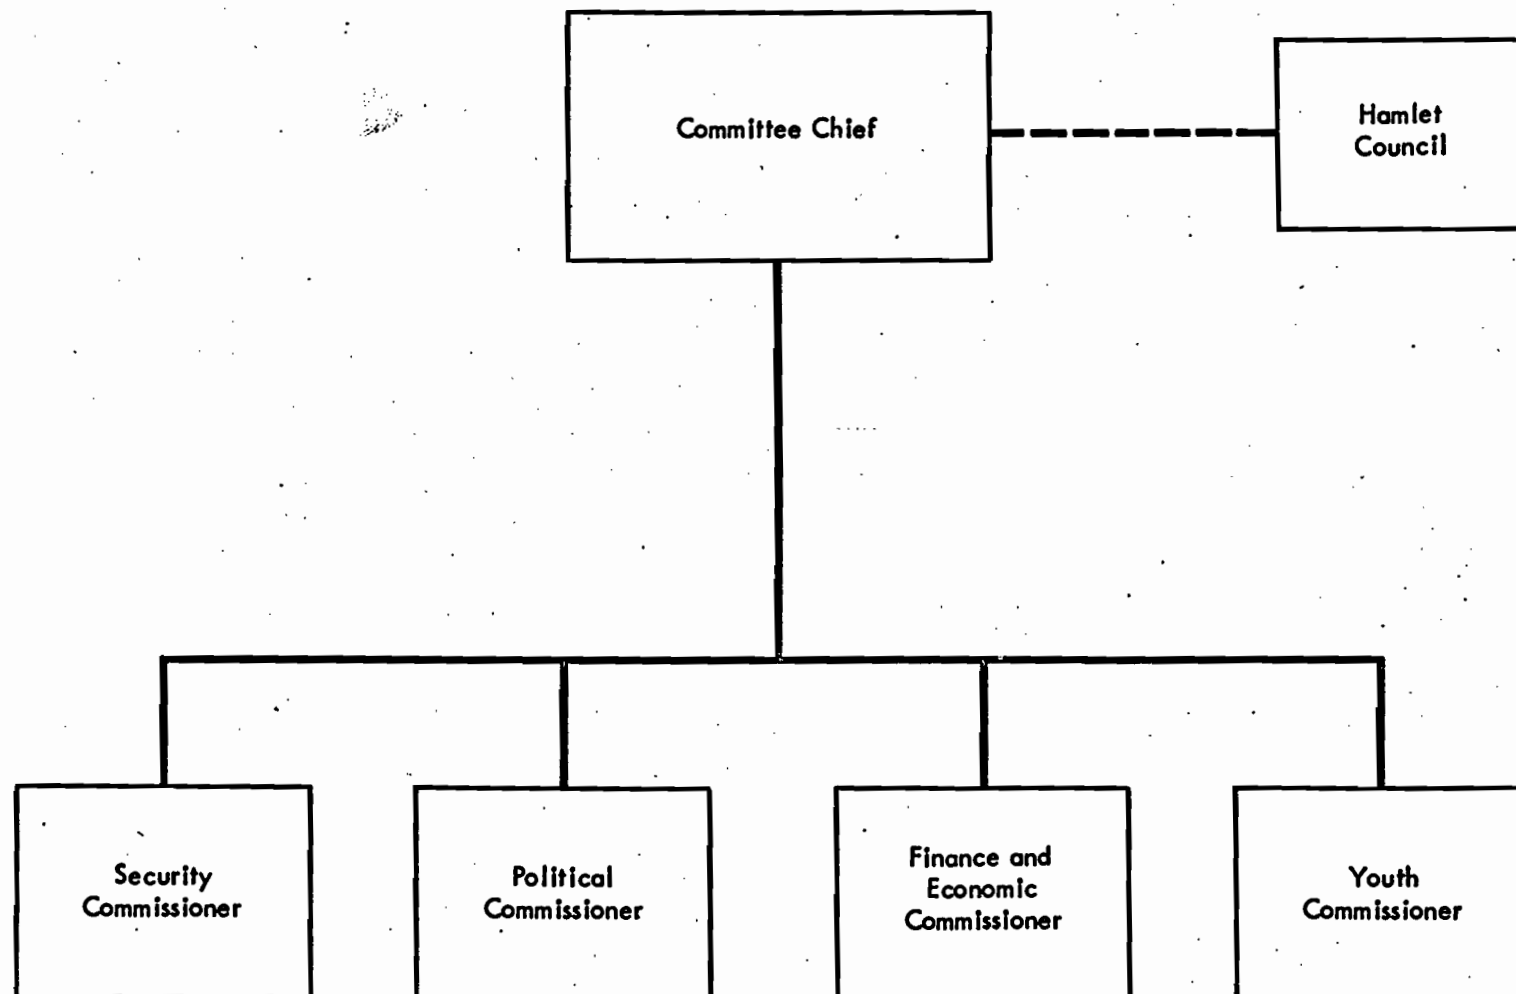 Committee Chief
Hamlet
Council
Security
Commissioner
Political
Commissioner
Finance and
Economic
Commissioner
Youth
Commissioner